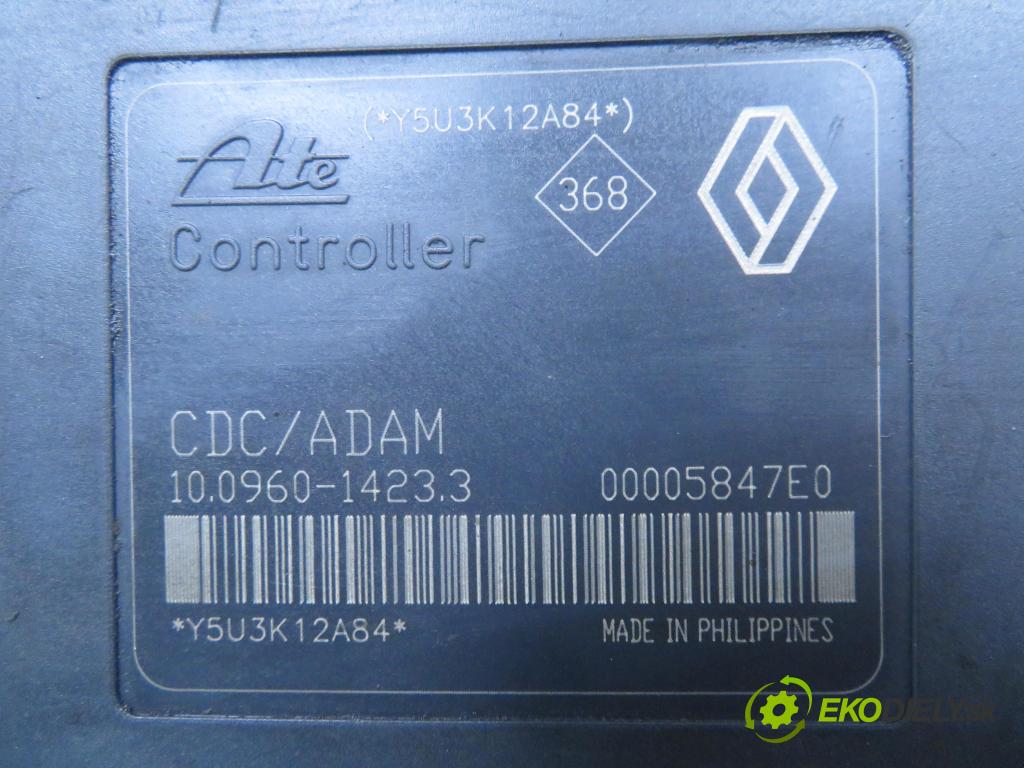 (*Y5U3K12A84*)
Ate
368
Controller
CDC/ADAM
10.0960-1423.3 00005847E0
*Y5U3K12A84* MADE IN PHILIPPINES
EKODIELY.sk